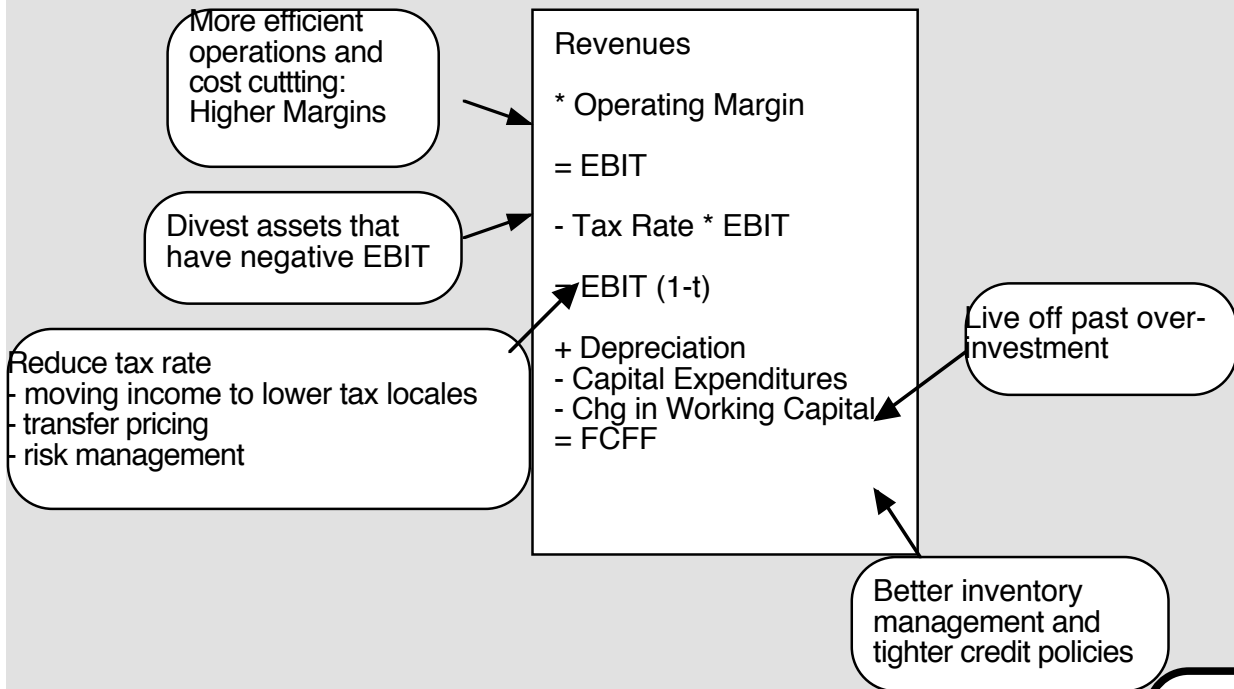 More efficient
operations and
cost cuttting:
Higher Margins
Divest assets that
have negative EBIT
Reduce tax rate
- moving income to lower tax locales
- transfer pricing
- risk management
Revenues
* Operating Margin
= EBIT
- Tax Rate * EBIT
= EBIT (1-t)
+ Depreciation
- Capital Expenditures
- Chg in Working Capital
= FCFF
Live off past over-
investment
Better inventory
management and
tighter credit policies